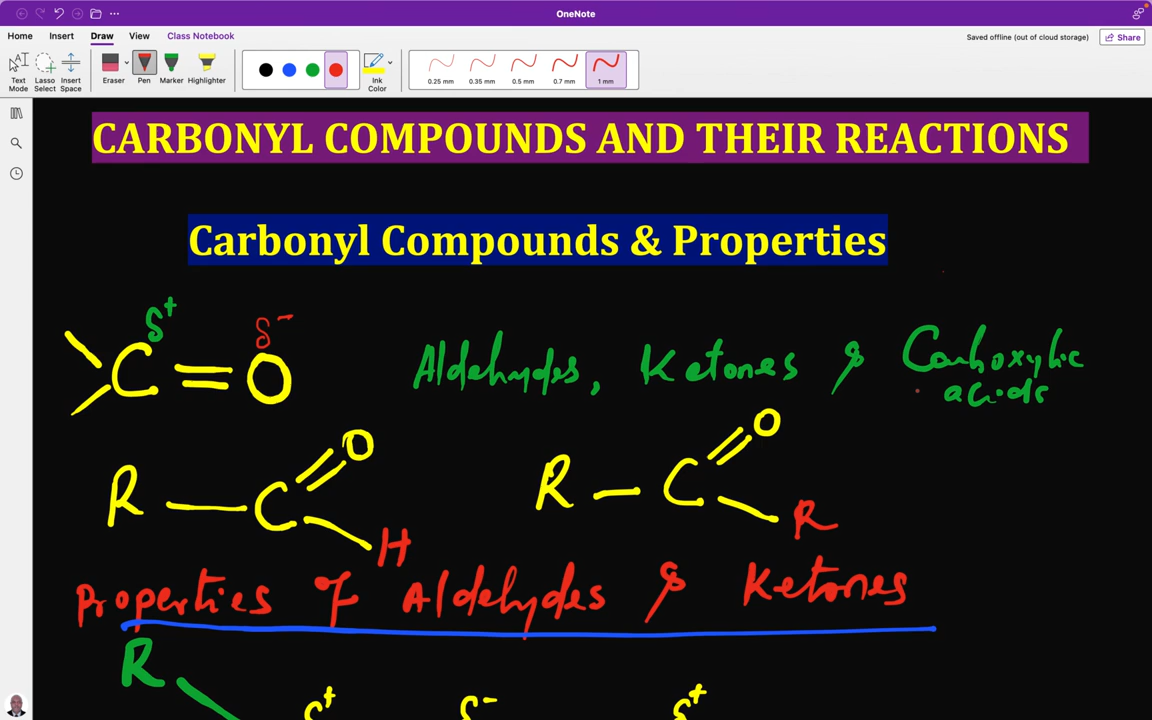 OneNote
Home Insert Draw View Class Notebook
Saved offline (out of cloud storage)
Share
Text Mode
Lasso Select
Insert Space
Eraser
Pen
Marker
Highlighter
Ink Color
0.25 mm
0.35 mm
0.5 mm
0.7 mm
1 mm
CARBONYL COMPOUNDS AND THEIR REACTIONS
Carbonyl Compounds & Properties
δ+ δ-
C=O
Aldehydes, Ketones & Carboxylic acids
R-C=O
H
R-C=O
R
Properties of Aldehydes & Ketones
R
δ+ δ- δ+